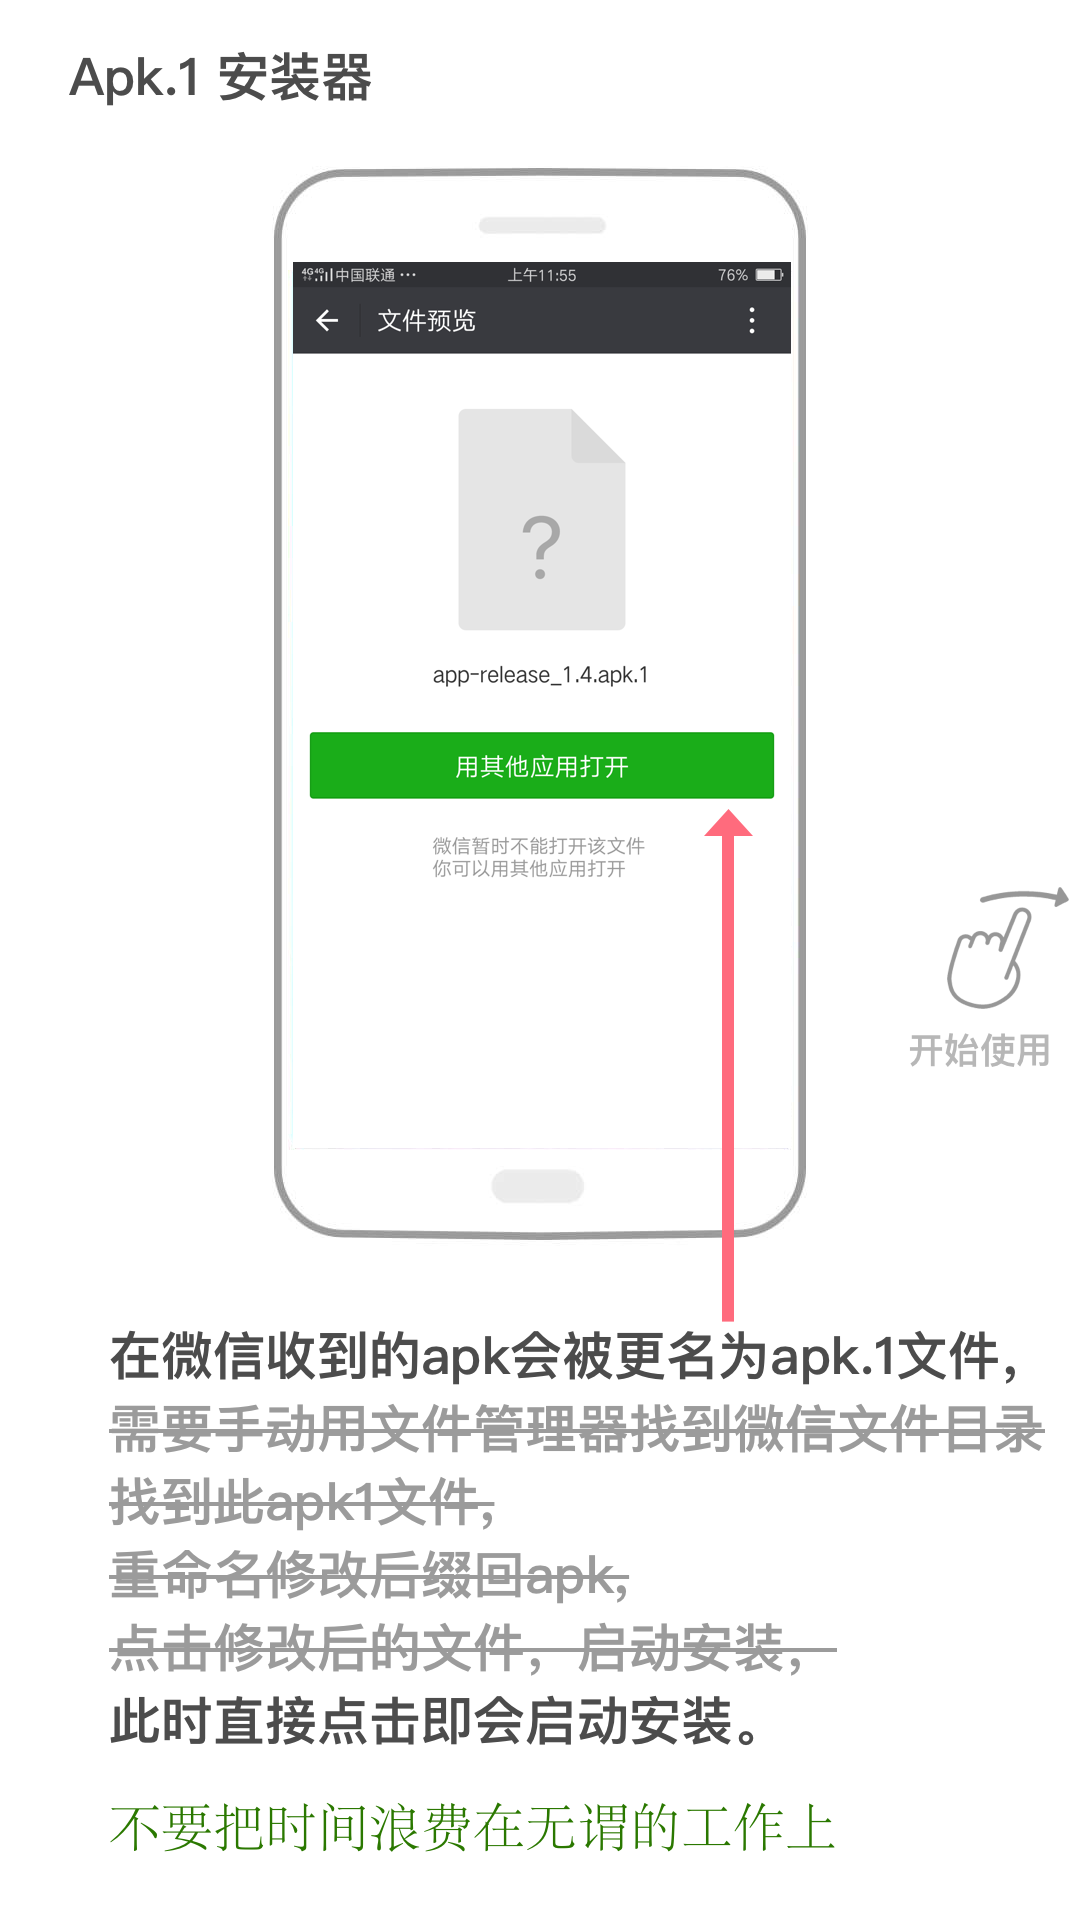 Apk.1 安装器
4G 4G 中国联通 ··· 上午11:55 76%
文件预览
?
app-release_1.4.apk.1
用其他应用打开
微信暂时不能打开该文件
你可以用其他应用打开
开始使用
在微信收到的apk会被更名为apk.1文件，
需要手动用文件管理器找到微信文件目录
找到此apk1文件，
重命名修改后缀回apk，
点击修改后的文件，启动安装，
此时直接点击即会启动安装。
不要把时间浪费在无谓的工作上